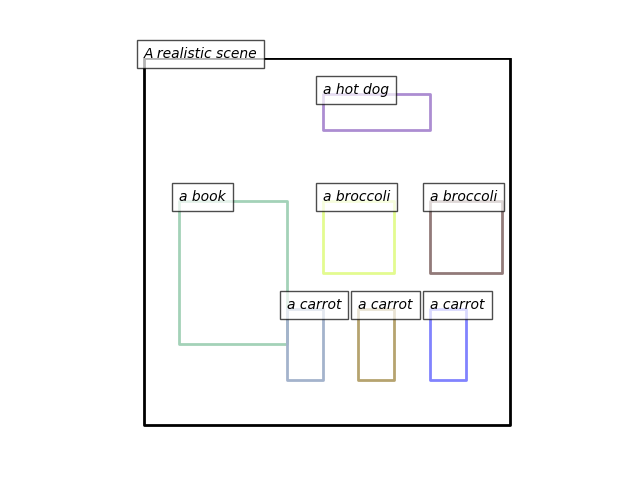 A realistic scene
a hot dog
a book
a broccoli
a broccoli
a carrot
a carrot
a carrot